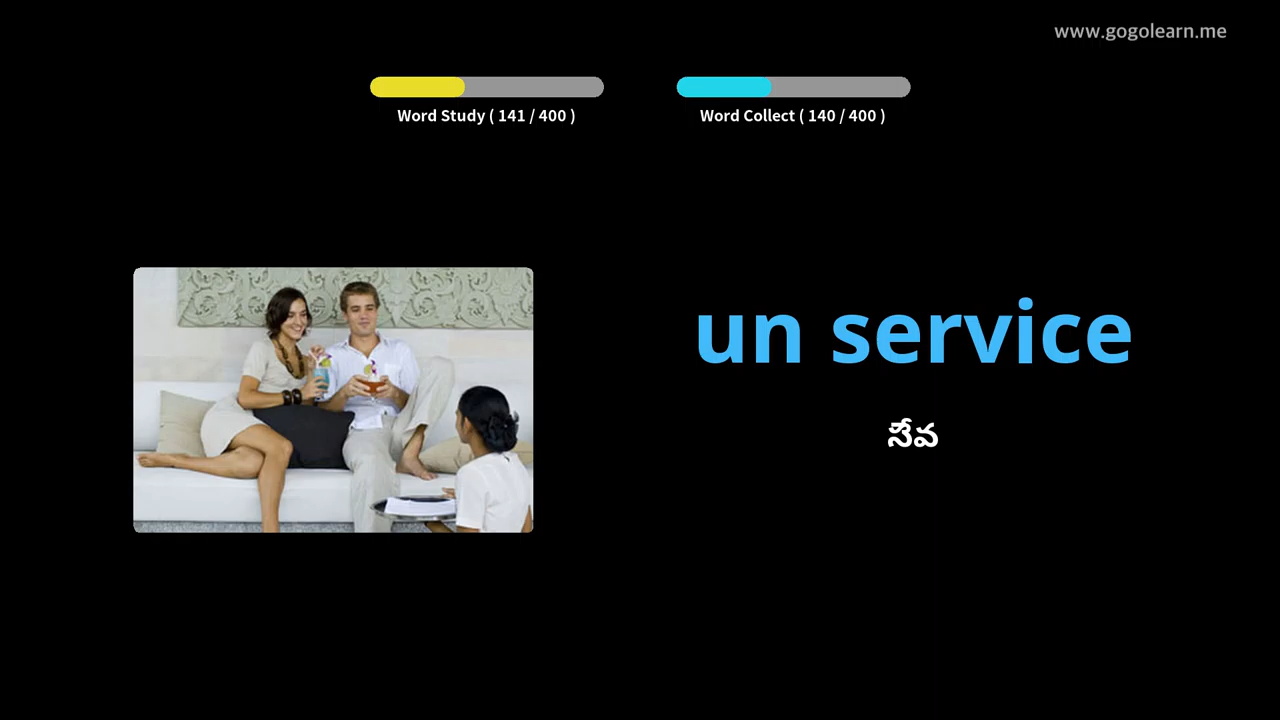 www.gogolearn.me
Word Study ( 141 / 400 )
Word Collect ( 140 / 400 )
un service
సేవ